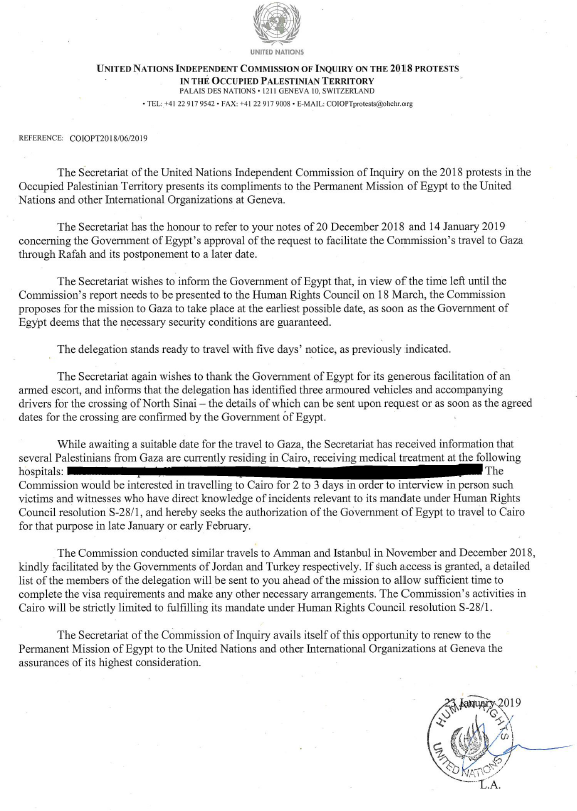 UNITED NATIONS
UNITED NATIONS INDEPENDENT COMMISSION OF INQUIRY ON THE 2018 PROTESTS
IN THE OCCUPIED PALESTINIAN TERRITORY
PALAIS DES NATIONS • 1211 GENEVA 10, SWITZERLAND
• TEL: +41 22 917 9542 • FAX: +41 22 917 9008 • E-MAIL: COIOPTprotests@ohchr.org
REFERENCE: COIOPT2018/06/2019
The Secretariat of the United Nations Independent Commission of Inquiry on the 2018 protests in the
Occupied Palestinian Territory presents its compliments to the Permanent Mission of Egypt to the United
Nations and other International Organizations at Geneva.
The Secretariat has the honour to refer to your notes of 20 December 2018 and 14 January 2019
concerning the Government of Egypt's approval of the request to facilitate the Commission's travel to Gaza
through Rafah and its postponement to a later date.
The Secretariat wishes to inform the Government of Egypt that, in view of the time left until the
Commission's report needs to be presented to the Human Rights Council on 18 March, the Commission
proposes for the mission to Gaza to take place at the earliest possible date, as soon as the Government of
Egypt deems that the necessary security conditions are guaranteed.
The delegation stands ready to travel with five days' notice, as previously indicated.
The Secretariat again wishes to thank the Government of Egypt for its generous facilitation of an
armed escort, and informs that the delegation has identified three armoured vehicles and accompanying
drivers for the crossing of North Sinai – the details of which can be sent upon request or as soon as the agreed
dates for the crossing are confirmed by the Government of Egypt.
While awaiting a suitable date for the travel to Gaza, the Secretariat has received information that
several Palestinians from Gaza are currently residing in Cairo, receiving medical treatment at the following
hospitals: The
Commission would be interested in travelling to Cairo for 2 to 3 days in order to interview in person such
victims and witnesses who have direct knowledge of incidents relevant to its mandate under Human Rights
Council resolution S-28/1, and hereby seeks the authorization of the Government of Egypt to travel to Cairo
for that purpose in late January or early February.
The Commission conducted similar travels to Amman and Istanbul in November and December 2018,
kindly facilitated by the Governments of Jordan and Turkey respectively. If such access is granted, a detailed
list of the members of the delegation will be sent to you ahead of the mission to allow sufficient time to
complete the visa requirements and make any other necessary arrangements. The Commission's activities in
Cairo will be strictly limited to fulfilling its mandate under Human Rights Council resolution S-28/1.
The Secretariat of the Commission of Inquiry avails itself of this opportunity to renew to the
Permanent Mission of Egypt to the United Nations and other International Organizations at Geneva the
assurances of its highest consideration.
23 January 2019
HUMAN RIGHTS
UNITED NATIONS
L.A.